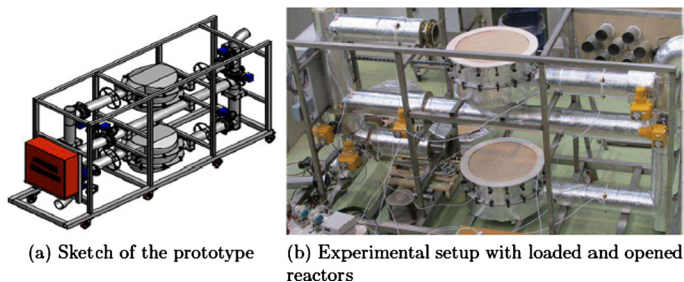 (a) Sketch of the prototype
(b) Experimental setup with loaded and opened
reactors